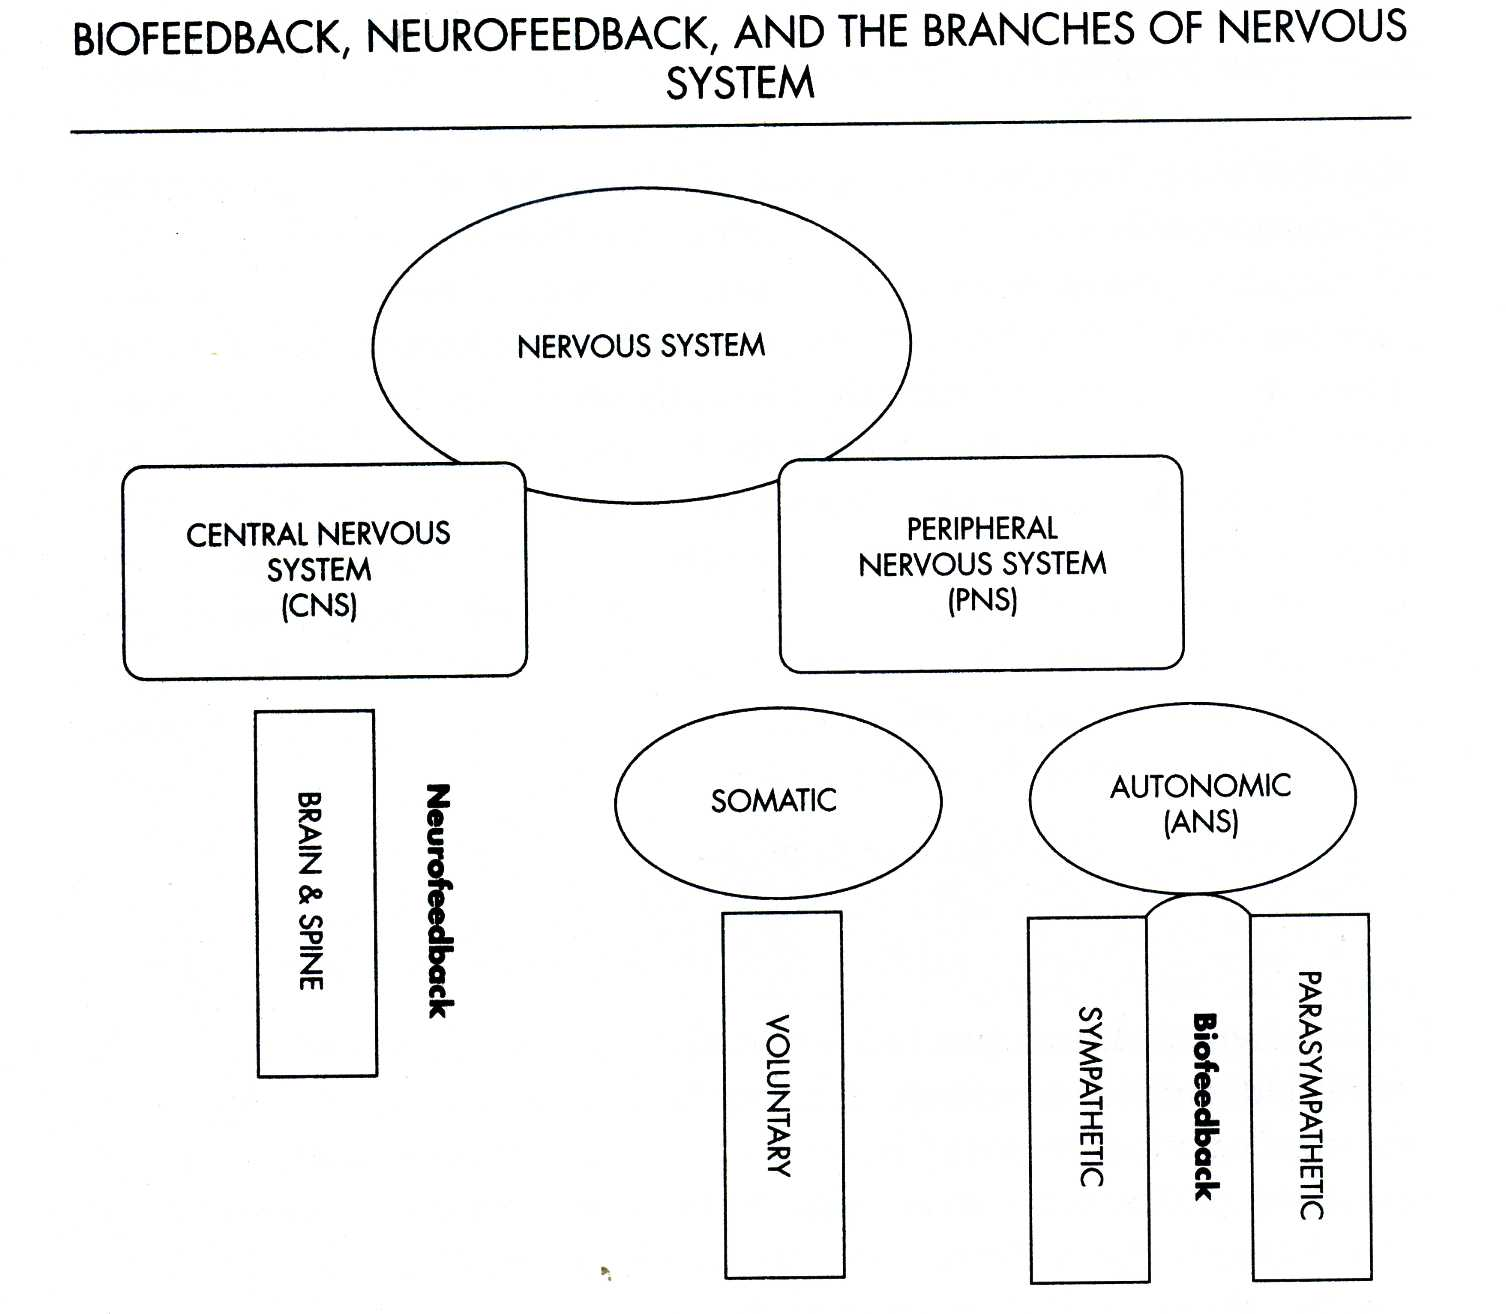 BIOFEEDBACK, NEUROFEEDBACK, AND THE BRANCHES OF NERVOUS
SYSTEM
NERVOUS SYSTEM
CENTRAL NERVOUS
SYSTEM
(CNS)
PERIPHERAL
NERVOUS SYSTEM
(PNS)
BRAIN & SPINE
Neurofeedback
SOMATIC
VOLUNTARY
AUTONOMIC
(ANS)
SYMPATHETIC
Biofeedback
PARASYMPATHETIC